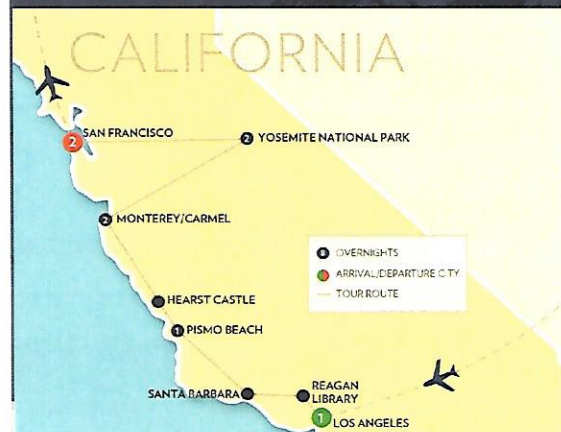 CALIFORNIA
2 SAN FRANCISCO
2 YOSEMITE NATIONAL PARK
2 MONTEREY/CARMEL
8 OVERNIGHTS
ARRIVAL/DEPARTURE CITY
TOUR ROUTE
HEARST CASTLE
1 PISMO BEACH
SANTA BARBARA
REAGAN
LIBRARY
1 LOS ANGELES